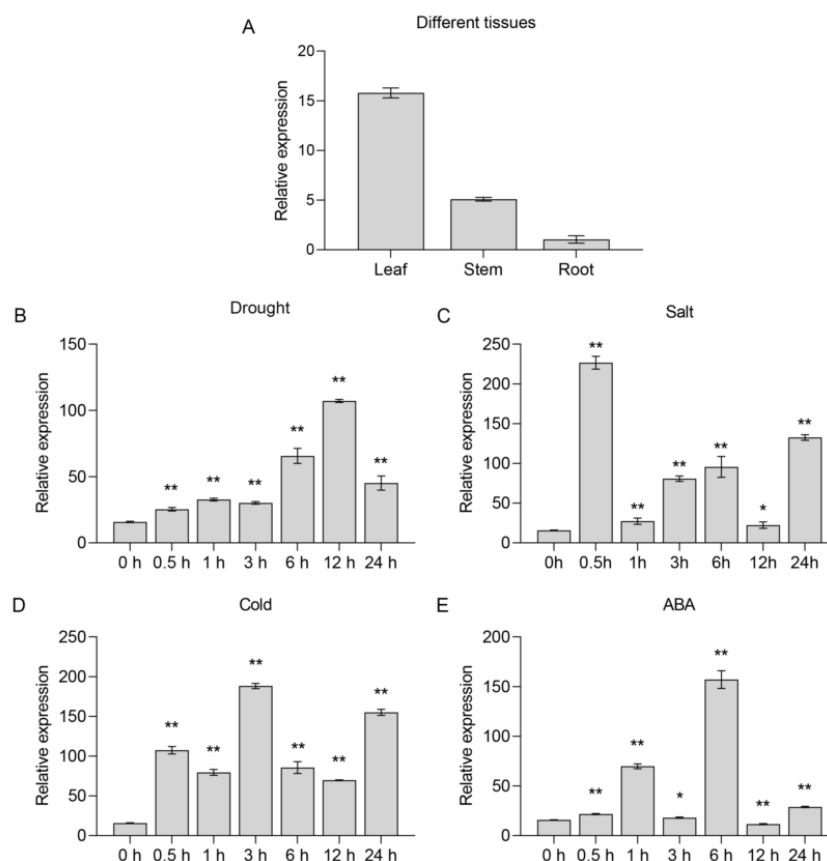 A
Different tissues
Relative expression
20
15
10
5
0
Leaf Stem Root
B
Drought
Relative expression
150
100
50
0
** ** ** ** ** **
0 h 0.5 h 1 h 3 h 6 h 12 h 24 h
C
Salt
Relative expression
250
200
150
100
50
0
** ** ** ** * **
0h 0.5h 1h 3h 6h 12h 24h
D
Cold
Relative expression
250
200
150
100
50
0
** ** ** ** ** **
0 h 0.5 h 1 h 3 h 6 h 12 h 24 h
E
ABA
Relative expression
200
150
100
50
0
** ** * ** ** **
0 h 0.5 h 1 h 3 h 6 h 12 h 24 h